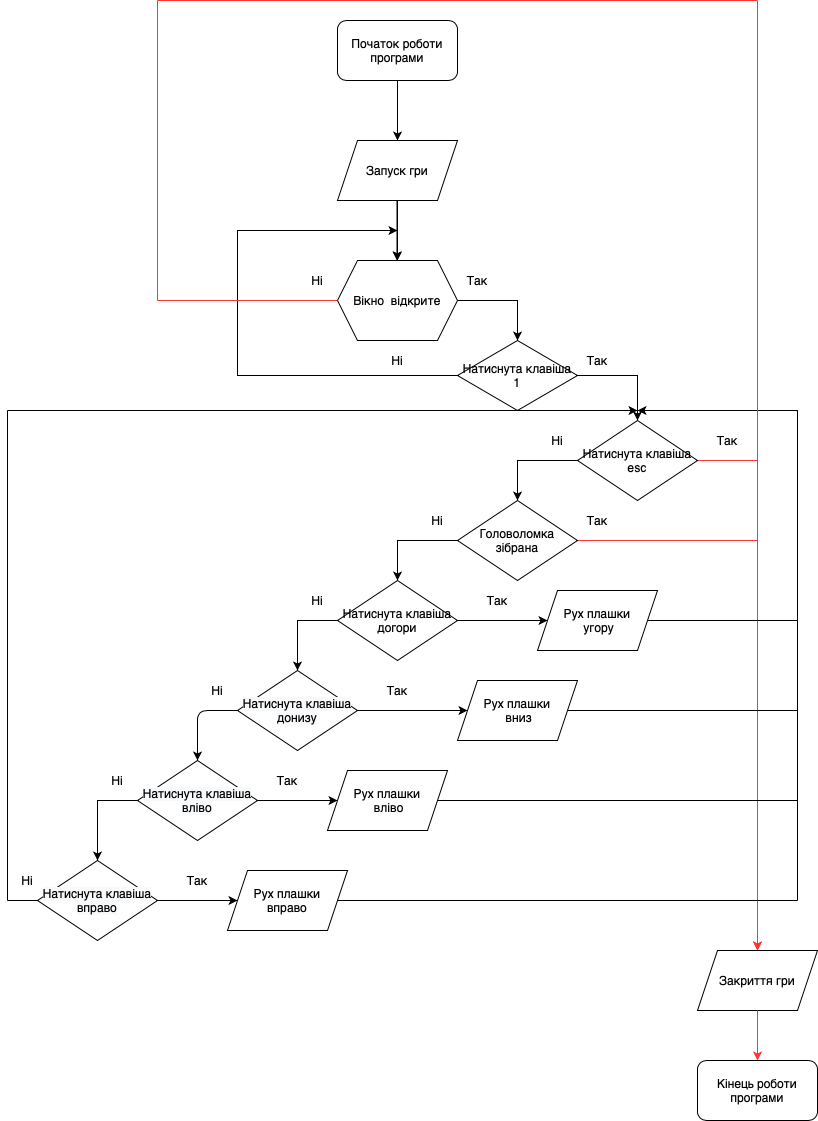 Початок роботи
програми
Запуск гри
Ні
Вікно відкрите
Так
Ні
Натиснута клавіша
1
Так
Ні
Натиснута клавіша
esc
Так
Ні
Головоломка
зібрана
Так
Ні
Натиснута клавіша
догори
Так
Рух плашки
угору
Ні
Натиснута клавіша
донизу
Так
Рух плашки
вниз
Ні
Натиснута клавіша
вліво
Так
Рух плашки
вліво
Ні
Натиснута клавіша
вправо
Так
Рух плашки
вправо
Закриття гри
Кінець роботи
програми